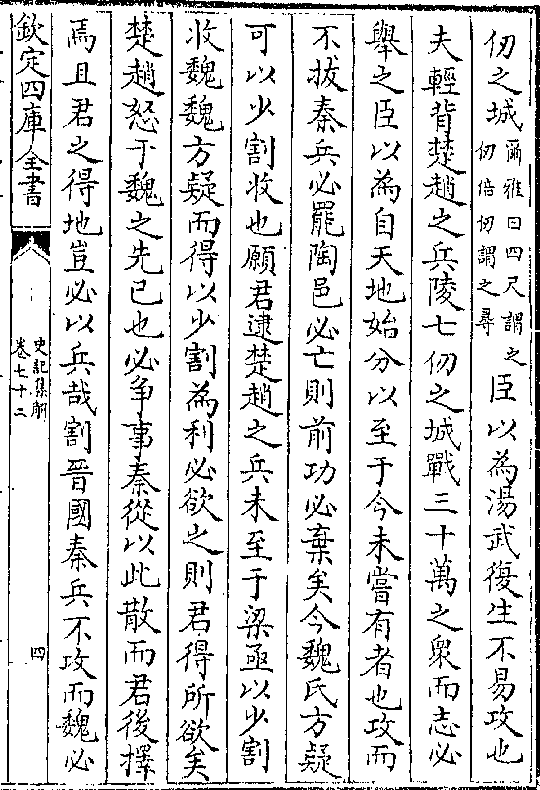 仞之城爾雅曰四尺謂之仞倍仞謂之尋臣以為湯武復生不易攻也
夫輕背楚趙之兵陵七仞之城戰三十萬之衆而志必
舉之臣以為自天地始分以至于今未嘗有者也攻而
不拔秦兵必罷陶邑必亡則前功必棄矣今魏氏方疑
可以少割收也願君逮楚趙之兵未至于梁亟以少割
收魏魏方疑而得以少割為利必欲之則君得所欲矣
楚趙怒于魏之先已也必争事秦從以此散而君後擇
焉且君之得地豈必以兵哉割晉國秦兵不攻而魏必
欽定四庫全書
史記集解
卷七十二
四